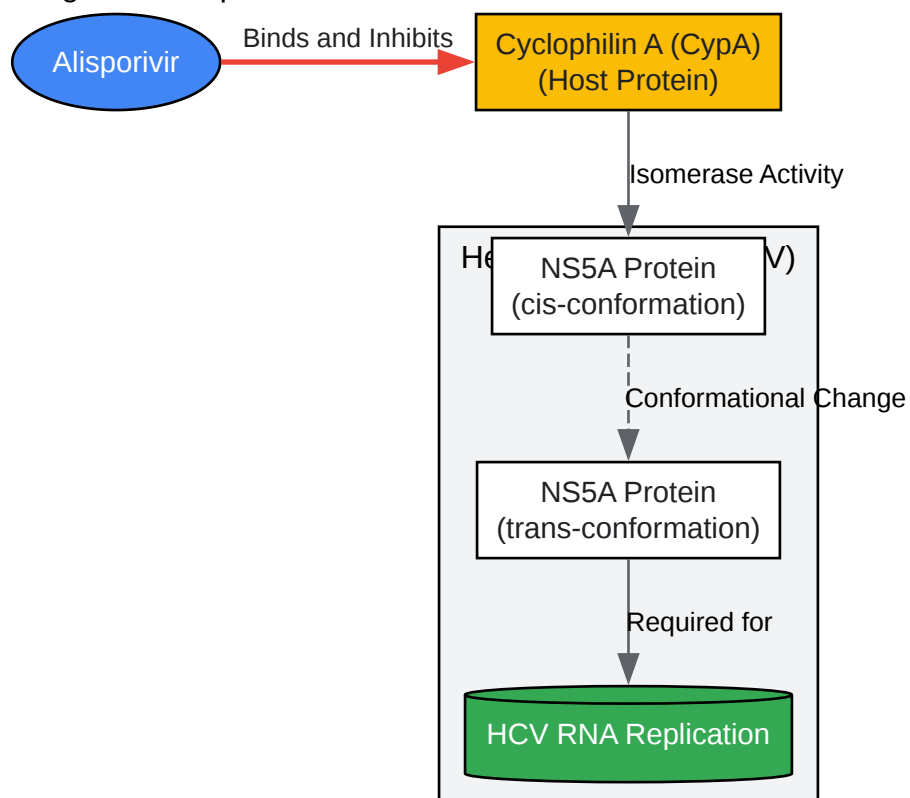 Binds and Inhibits
Alisporivir
Cyclophilin A (CypA)
(Host Protein)
Isomerase Activity
NS5A Protein
(cis-conformation)
Conformational Change
NS5A Protein
(trans-conformation)
Required for
HCV RNA Replication